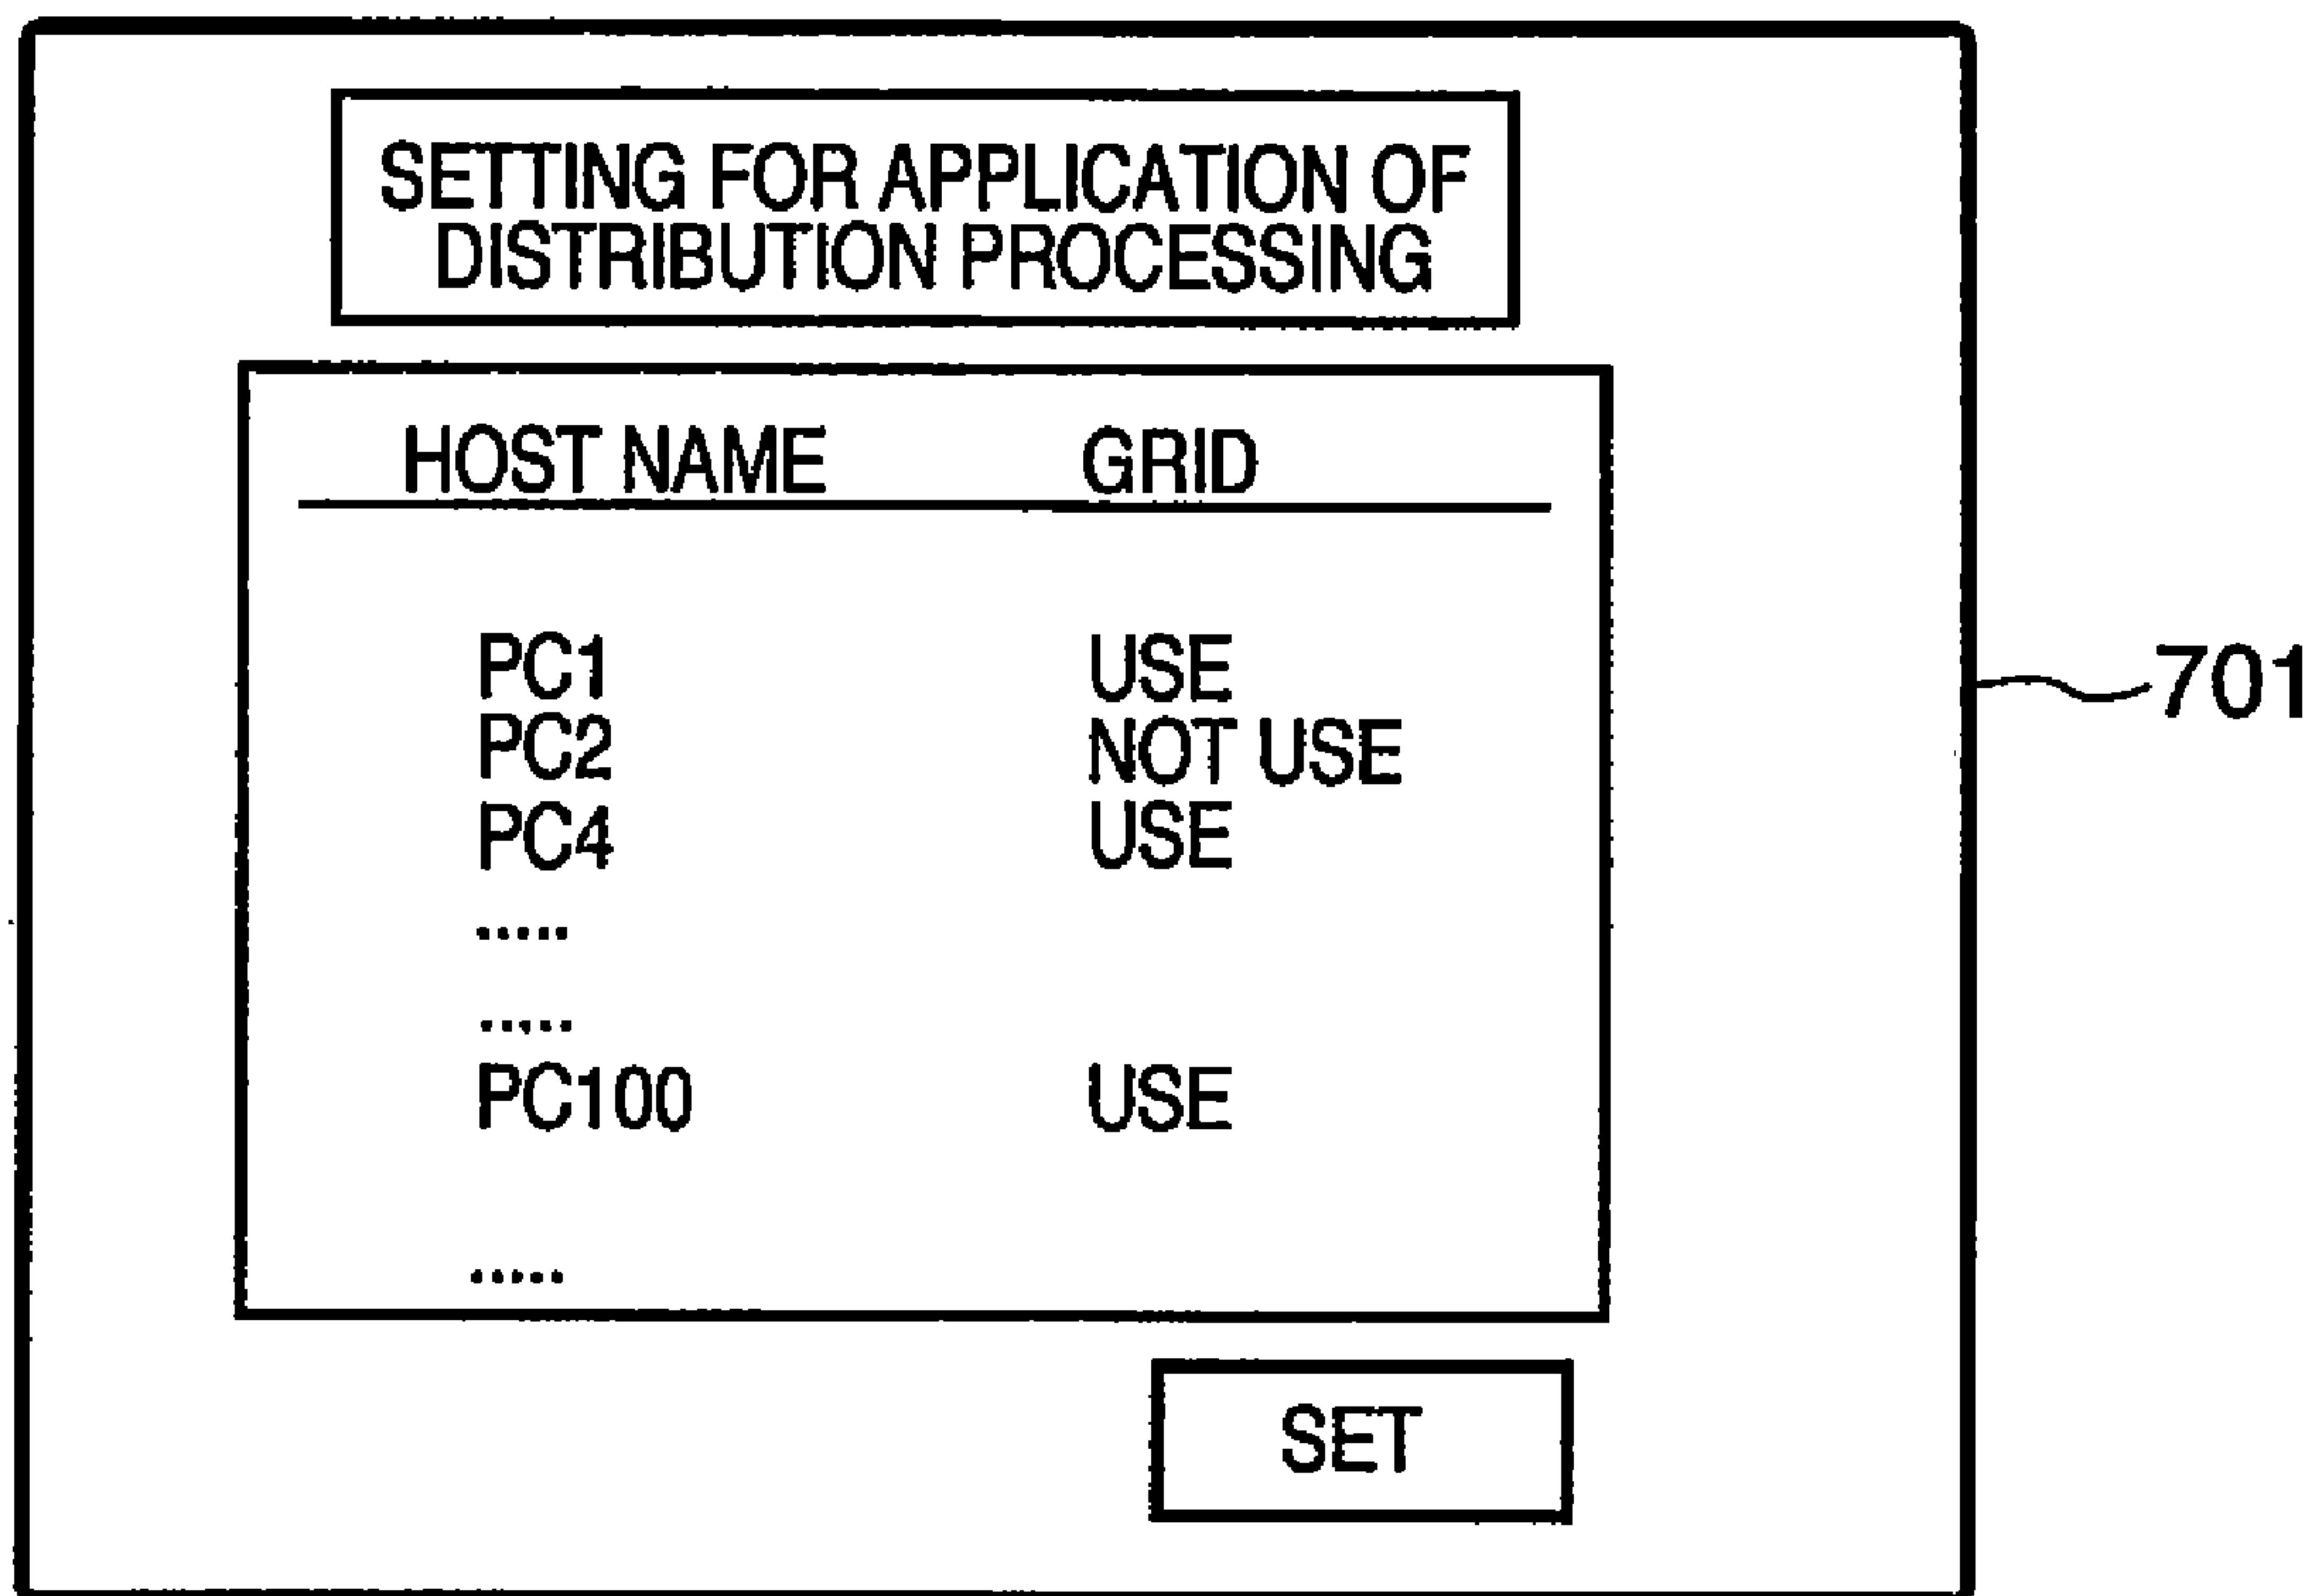 SETTING FOR APPLICATION OF
DISTRIBUTION PROCESSING
HOST NAME GRID
PC1 USE
PC2 NOT USE
PC4 USE
.....
.....
PC100 USE
.....
SET
701